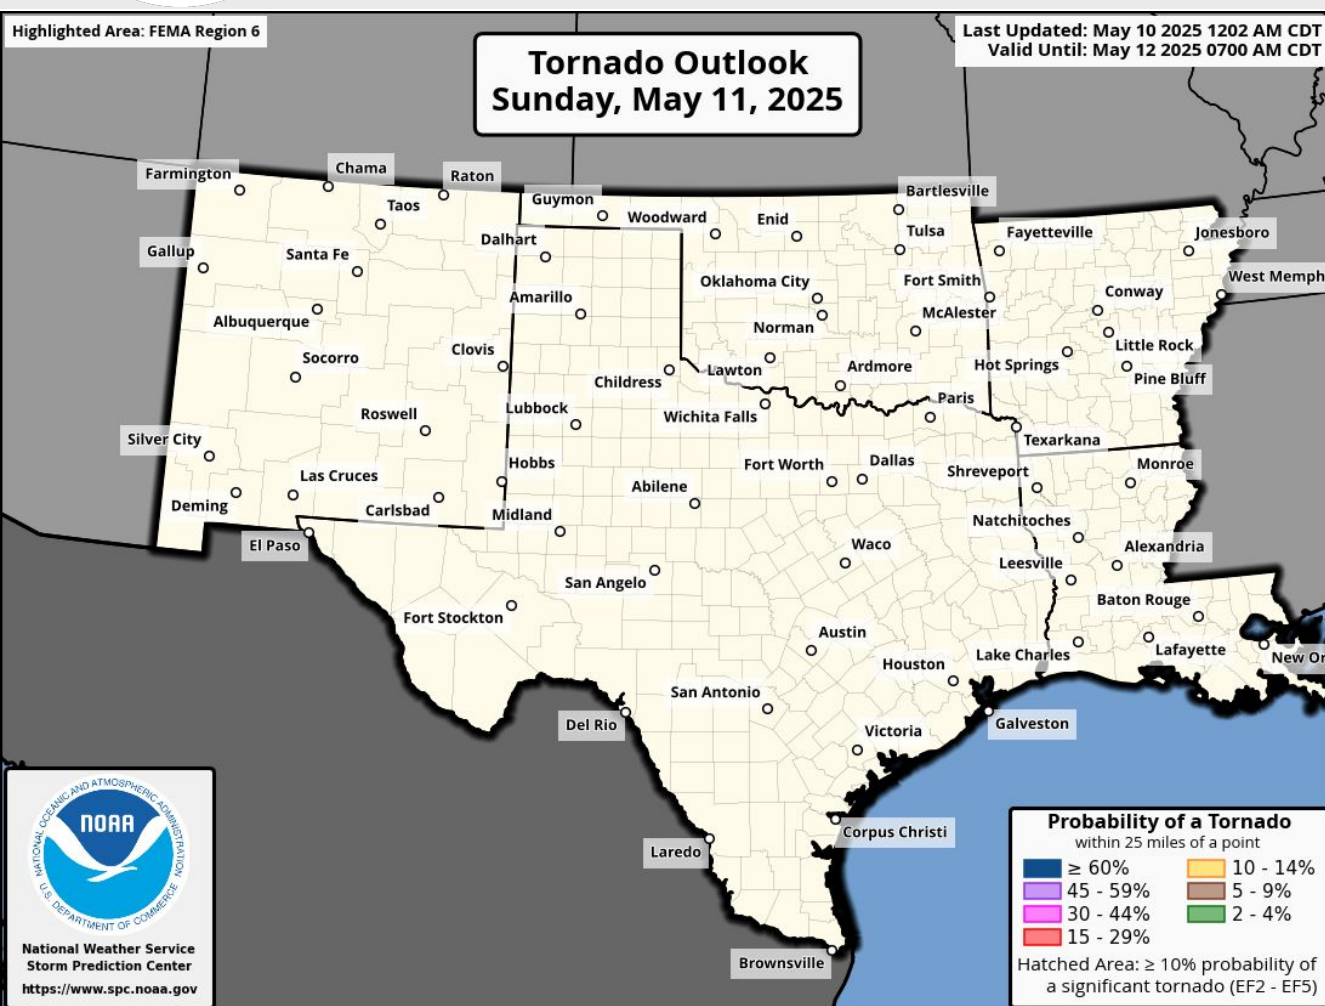 Highlighted Area: FEMA Region 6
Last Updated: May 10 2025 1202 AM CDT
Valid Until: May 12 2025 0700 AM CDT
Tornado Outlook
Sunday, May 11, 2025
Farmington
Chama
Raton
Taos
Guymon
Woodward
Enid
Bartlesville
Tulsa
Fayetteville
Jonesboro
Gallup
Santa Fe
Dalhart
Oklahoma City
Fort Smith
West Memph
Albuquerque
Amarillo
Norman
McAlester
Conway
Little Rock
Socorro
Clovis
Childress
Lawton
Ardmore
Hot Springs
Pine Bluff
Roswell
Lubbock
Wichita Falls
Paris
Texarkana
Silver City
Las Cruces
Hobbs
Abilene
Fort Worth
Dallas
Shreveport
Monroe
Deming
Carlsbad
Midland
Natchitoches
El Paso
San Angelo
Waco
Leesville
Alexandria
Fort Stockton
Austin
Baton Rouge
Houston
Lake Charles
Lafayette
New Or
Del Rio
San Antonio
Victoria
Galveston
Laredo
Corpus Christi
Brownsville
NATIONAL OCEANIC AND ATMOSPHERIC ADMINISTRATION
NOAA
U.S. DEPARTMENT OF COMMERCE
National Weather Service
Storm Prediction Center
https://www.spc.noaa.gov
Probability of a Tornado
within 25 miles of a point
≥ 60%
10 - 14%
45 - 59%
5 - 9%
30 - 44%
2 - 4%
15 - 29%
Hatched Area: ≥ 10% probability of
a significant tornado (EF2 - EF5)